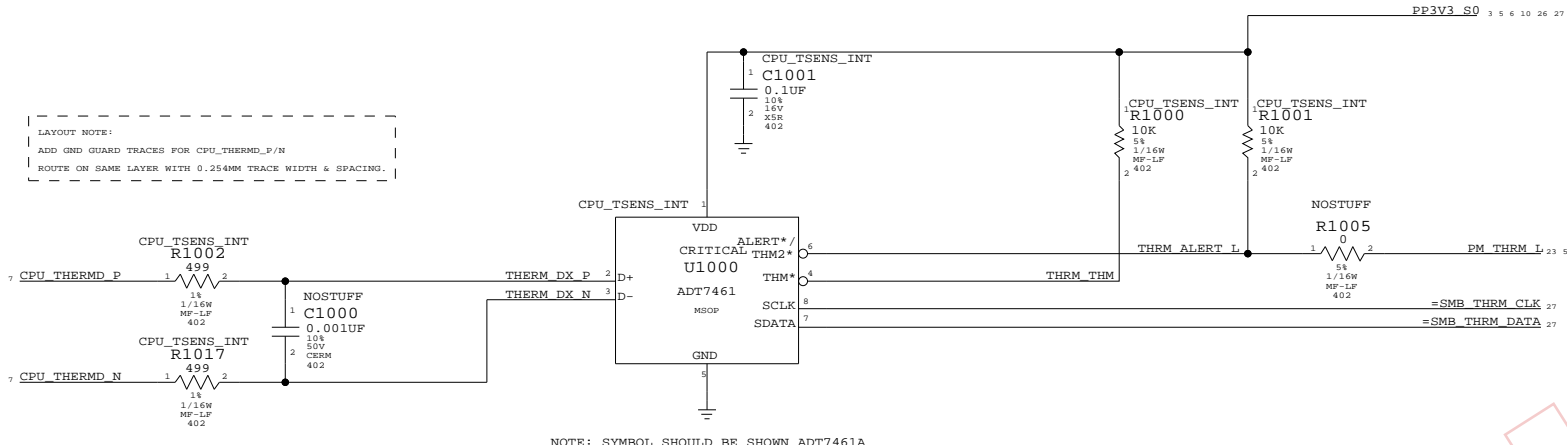 PP3V3_S0 3 5 6 10 26 27
CPU_TSENS_INT
1 C1001
0.1UF
10%
16V
2 X5R
402
1 CPU_TSENS_INT
R1000
10K
5%
1/16W
MF-LF
2 402
1 CPU_TSENS_INT
R1001
10K
5%
1/16W
MF-LF
2 402
LAYOUT NOTE:
ADD GND GUARD TRACES FOR CPU_THERMD_P/N
ROUTE ON SAME LAYER WITH 0.254MM TRACE WIDTH & SPACING.
CPU_TSENS_INT 1
VDD
CRITICAL
U1000
ADT7461
MSOP
ALERT*/
THM2*
6
THM*
4
SCLK
8
SDATA
7
GND
5
2 D+
3 D-
THRM_ALERT_L
THRM_THM
NOSTUFF
R1005
0
1 2
5%
1/16W
MF-LF
402
PM_THRM_L 23 5
=SMB_THRM_CLK 27
=SMB_THRM_DATA 27
CPU_TSENS_INT
R1002
499
7 CPU_THERMD_P 1 2
1%
1/16W
MF-LF
402
THERM_DX_P
THERM_DX_N
NOSTUFF
1 C1000
0.001UF
10%
50V
2 CERM
402
CPU_TSENS_INT
R1017
499
7 CPU_THERMD_N 1 2
1%
1/16W
MF-LF
402
NOTE: SYMBOL SHOULD BE SHOWN ADT7461A